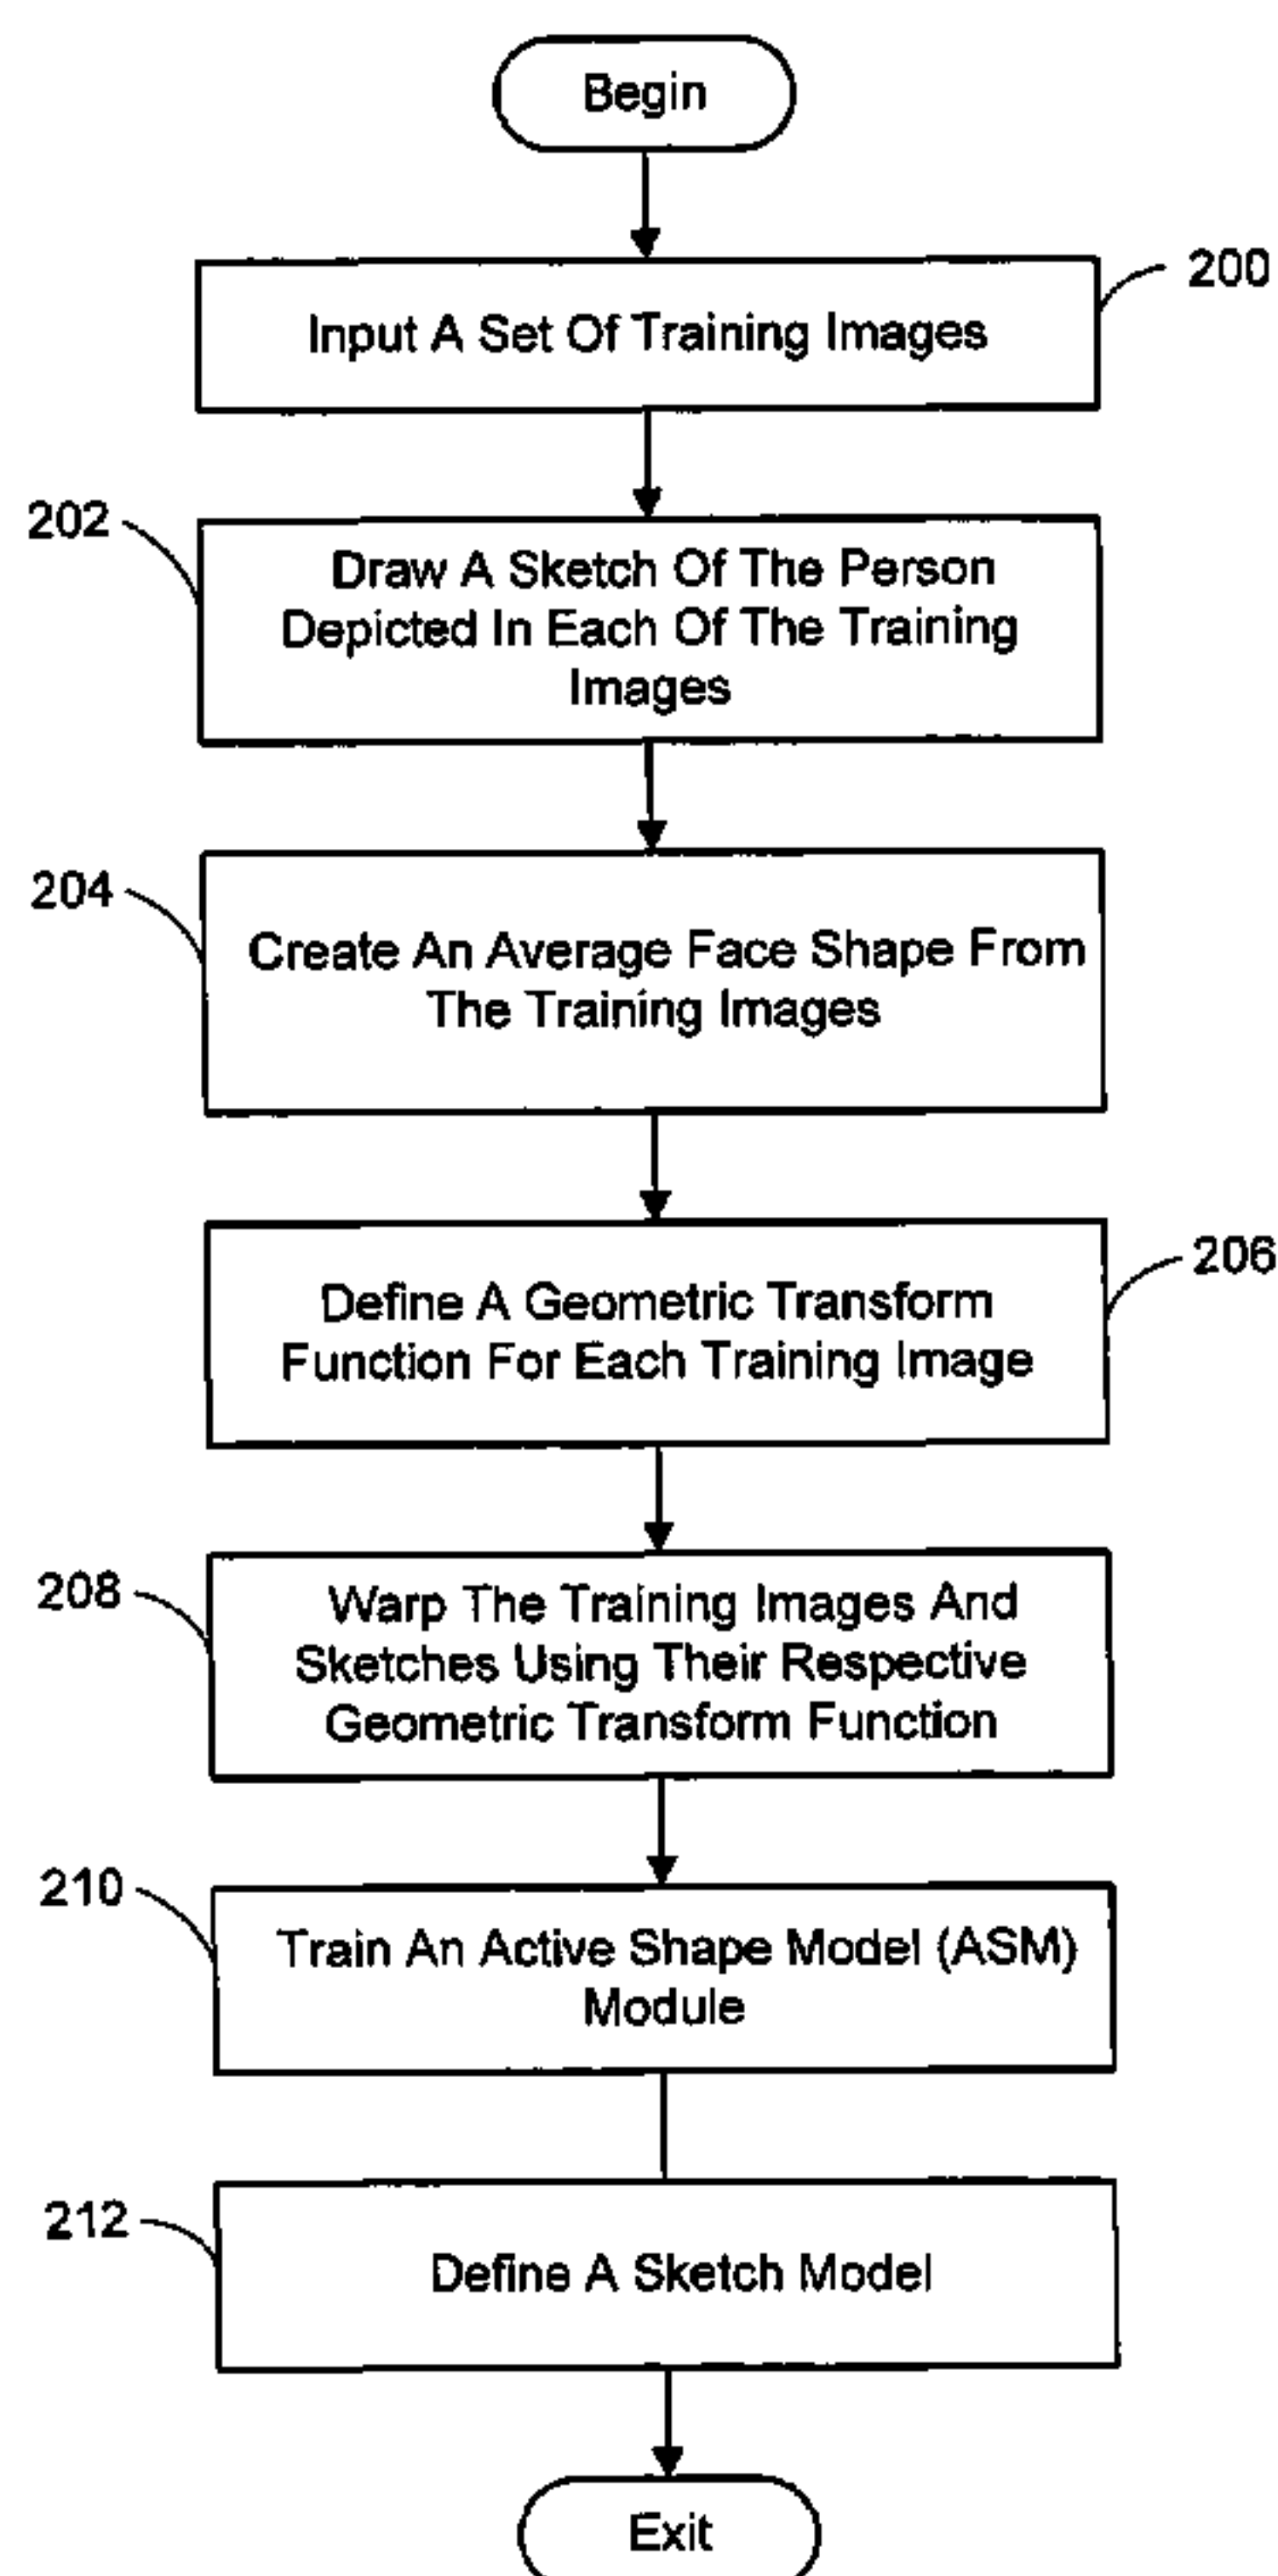 Begin
200
Input A Set Of Training Images
202
Draw A Sketch Of The Person
Depicted In Each Of The Training
Images
204
Create An Average Face Shape From
The Training Images
206
Define A Geometric Transform
Function For Each Training Image
208
Warp The Training Images And
Sketches Using Their Respective
Geometric Transform Function
210
Train An Active Shape Model (ASM)
Module
212
Define A Sketch Model
Exit